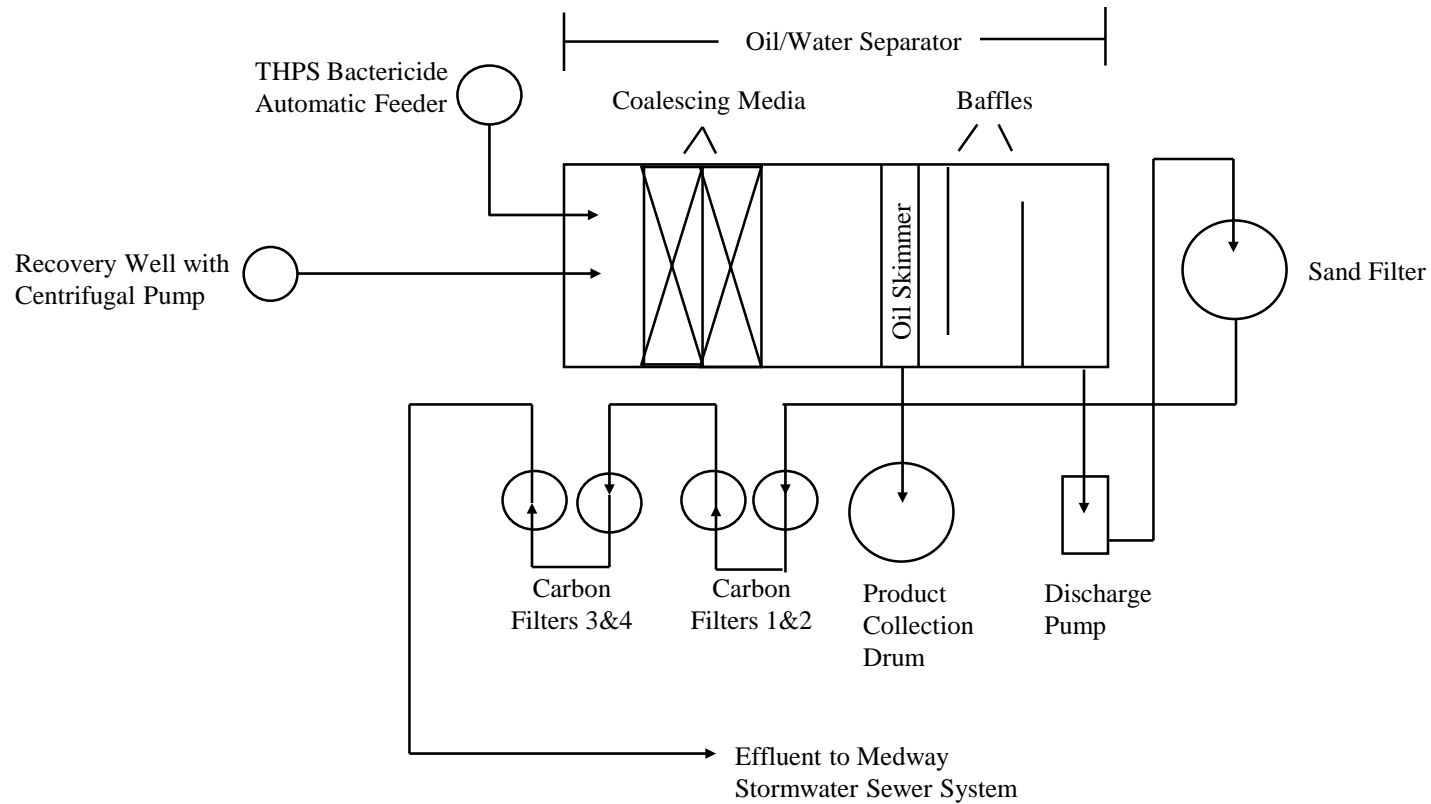 Oil/Water Separator
THPS Bactericide
Automatic Feeder
Coalescing Media
Baffles
Oil Skimmer
Recovery Well with
Centrifugal Pump
Sand Filter
Carbon
Filters 3&4
Carbon
Filters 1&2
Product
Collection
Drum
Discharge
Pump
Effluent to Medway
Stormwater Sewer System